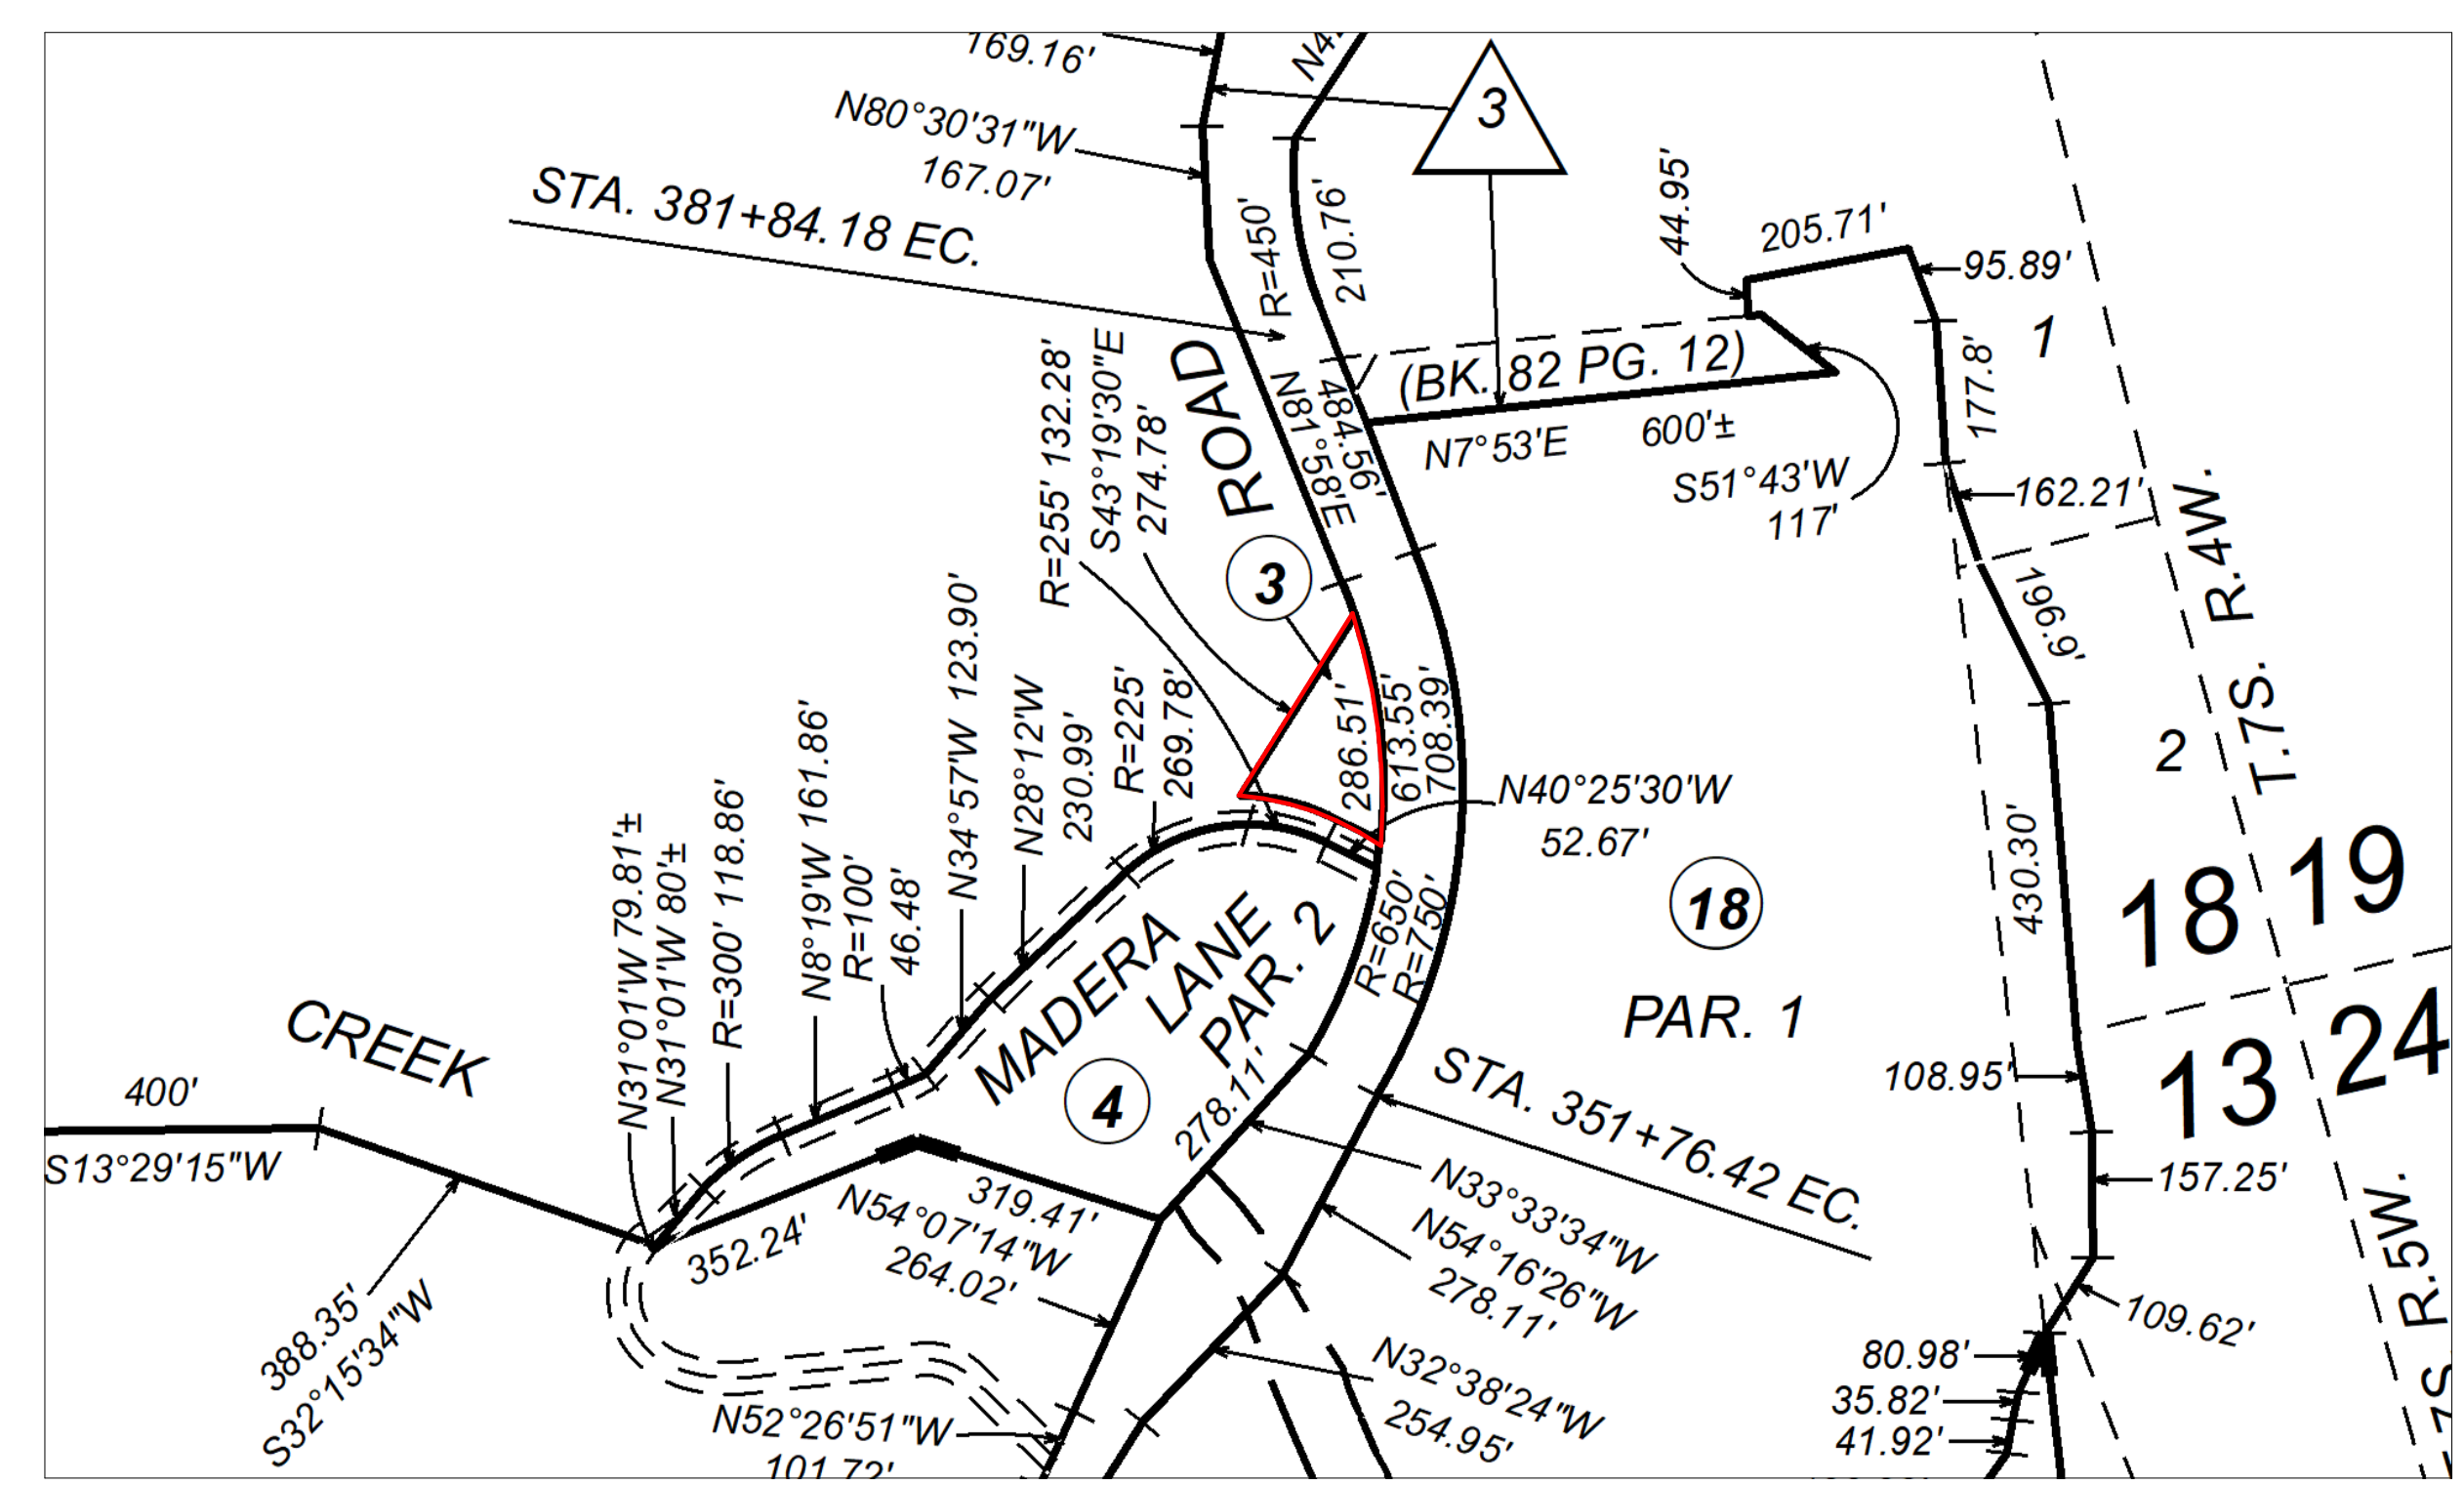 169.16'
N42
3
N80°30'31"W
167.07'
STA. 381+84.18 EC.
R=450'
210.76'
44.95'
205.71'
95.89'
1
177.8'
(BK. 82 PG. 12)
N7°53'E
600'±
S51°43'W
117'
162.21'
196.9'
T.7S. R.4W.
ROAD
N81°58'E
484.56'
R=255' 132.28'
S43°19'30"E
274.78'
3
286.51'
613.55'
708.39'
N40°25'30"W
52.67'
R=650'
R=750'
2
430.30'
18
19
13
24
18
PAR. 1
N31°01'W 79.81'±
N31°01'W 80'±
R=300' 118.86'
N8°19'W 161.86'
R=100'
46.48'
N34°57'W 123.90'
N28°12'W
230.99'
R=225'
269.78'
MADERA
LANE
PAR. 2
4
278.11'
CREEK
400'
S13°29'15"W
388.35'
S32°15'34"W
352.24'
319.41'
N54°07'14"W
264.02'
N52°26'51"W
101.72'
STA. 351+76.42 EC.
N33°33'34"W
N54°16'26"W
278.11'
N32°38'24"W
254.95'
108.95'
157.25'
109.62'
80.98'
35.82'
41.92'
R.5W.
7S.